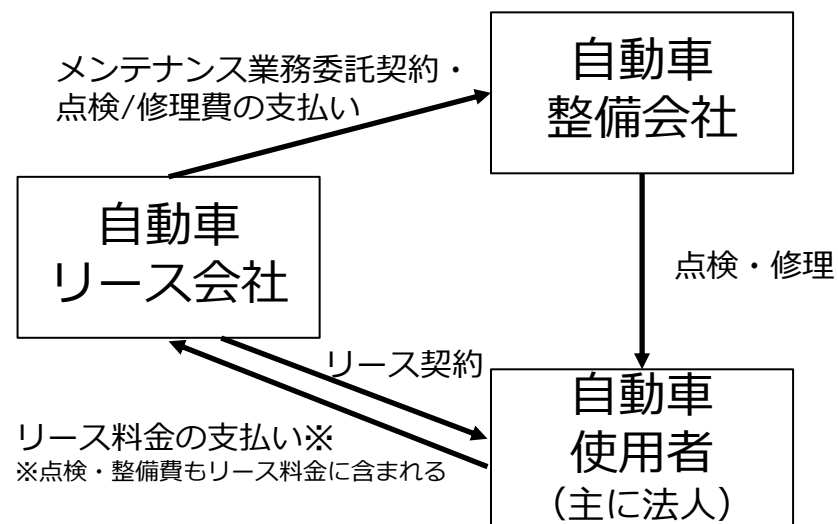 メンテナンス業務委託契約・
点検/修理費の支払い
自動車
整備会社
自動車
リース会社
点検・修理
リース契約
リース料金の支払い※
※点検・整備費もリース料金に含まれる
自動車
使用者
（主に法人）